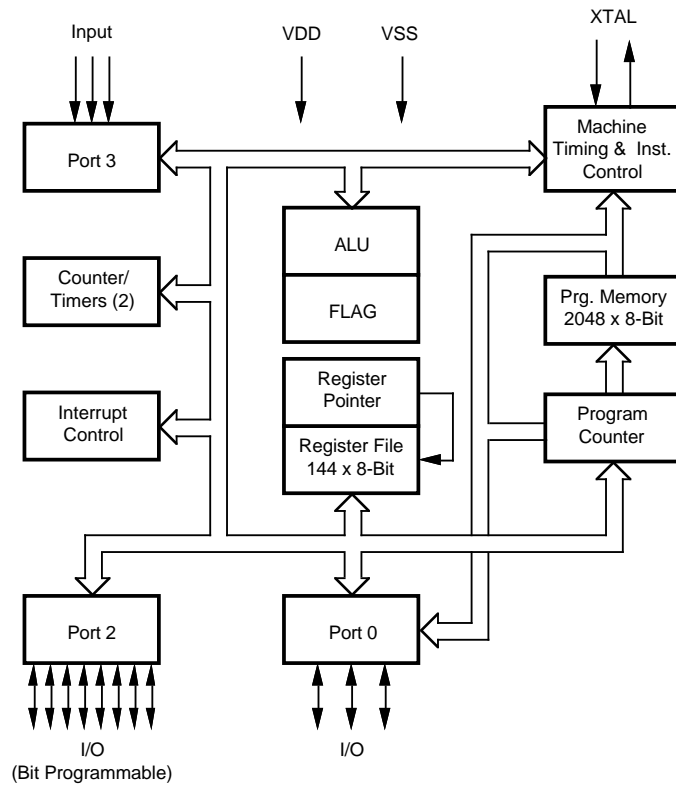 Input
VDD
VSS
XTAL
Port 3
Machine
Timing & Inst.
Control
ALU
FLAG
Counter/
Timers (2)
Prg. Memory
2048 x 8-Bit
Register
Pointer
Interrupt
Control
Program
Counter
Register File
144 x 8-Bit
Port 2
Port 0
I/O
(Bit Programmable)
I/O